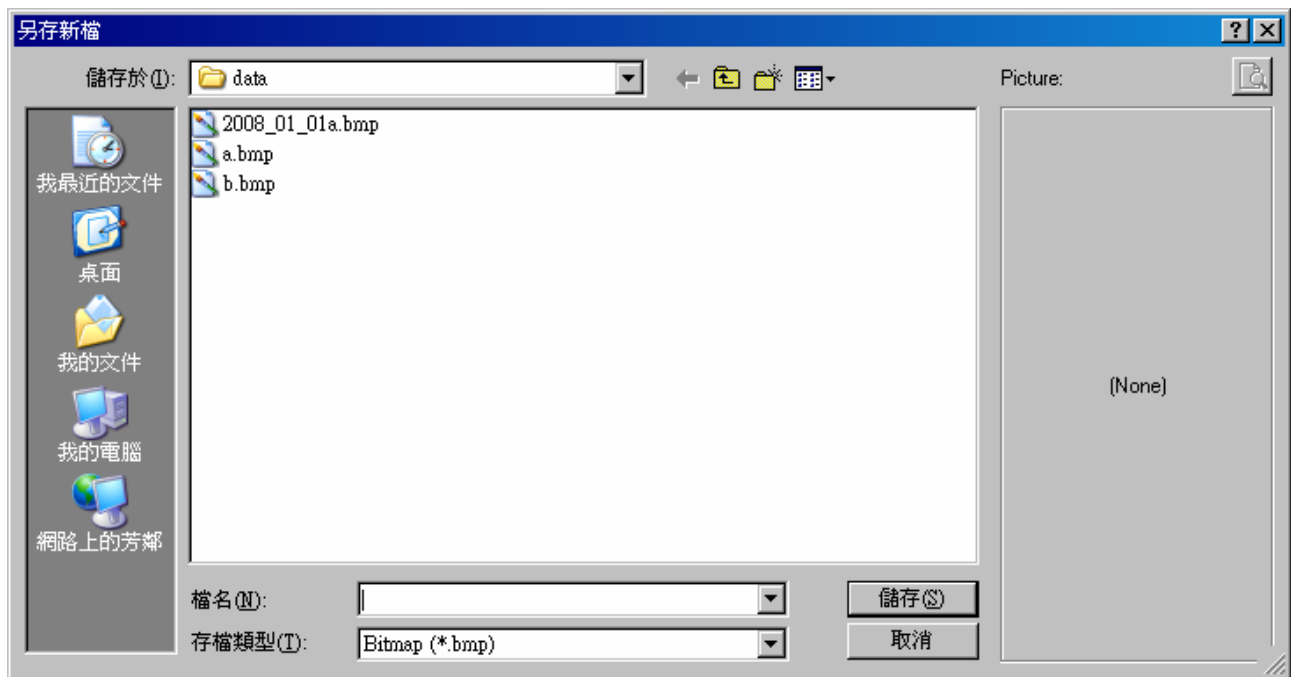 另存新檔
儲存於(I): data
Picture:
2008_01_01a.bmp
a.bmp
b.bmp
我最近的文件
桌面
我的文件
我的電腦
網路上的芳鄰
(None)
檔名(N):
儲存(S)
存檔類型(T): Bitmap (*.bmp)
取消